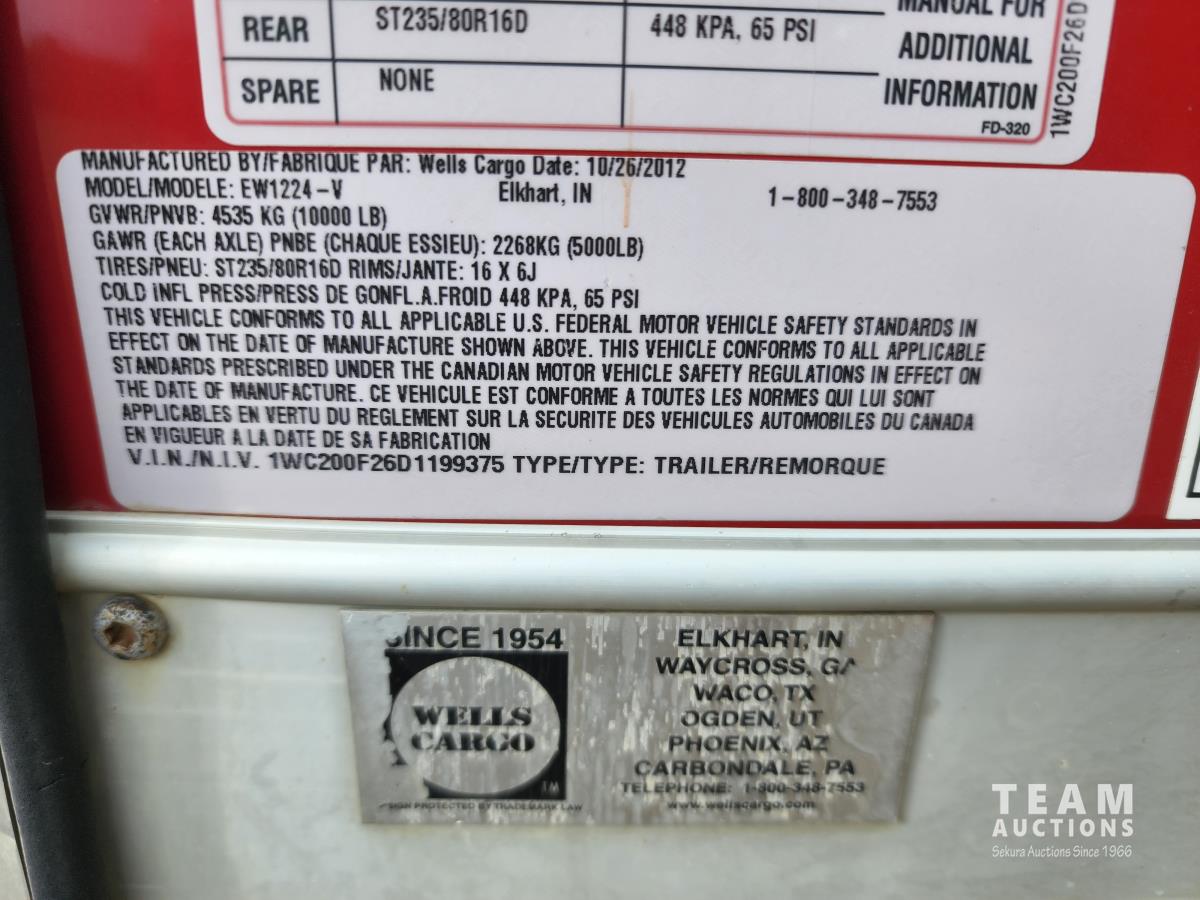 MANUAL FOR
REAR ST235/80R16D 448 KPA, 65 PSI ADDITIONAL
SPARE NONE INFORMATION
FD-320
1WC200F26D
MANUFACTURED BY/FABRIQUE PAR: Wells Cargo Date: 10/26/2012
MODEL/MODELE: EW1224-V Elkhart, IN 1-800-348-7553
GVWR/PNVB: 4535 KG (10000 LB)
GAWR (EACH AXLE) PNBE (CHAQUE ESSIEU): 2268KG (5000LB)
TIRES/PNEU: ST235/80R16D RIMS/JANTE: 16 X 6J
COLD INFL PRESS/PRESS DE GONFL.A.FROID 448 KPA, 65 PSI
THIS VEHICLE CONFORMS TO ALL APPLICABLE U.S. FEDERAL MOTOR VEHICLE SAFETY STANDARDS IN
EFFECT ON THE DATE OF MANUFACTURE SHOWN ABOVE. THIS VEHICLE CONFORMS TO ALL APPLICABLE
STANDARDS PRESCRIBED UNDER THE CANADIAN MOTOR VEHICLE SAFETY REGULATIONS IN EFFECT ON
THE DATE OF MANUFACTURE. CE VEHICULE EST CONFORME A TOUTES LES NORMES QUI LUI SONT
APPLICABLES EN VERTU DU REGLEMENT SUR LA SECURITE DES VEHICULES AUTOMOBILES DU CANADA
EN VIGUEUR A LA DATE DE SA FABRICATION
V.I.N./N.I.V. 1WC200F26D1199375 TYPE/TYPE: TRAILER/REMORQUE
SINCE 1954
WELLS
CARGO
TM
SIGN PROTECTED BY TRADEMARK LAW
ELKHART, IN
WAYCROSS, GA
WACO, TX
OGDEN, UT
PHOENIX, AZ
CARBONDALE, PA
TELEPHONE: 1-800-348-7553
www.wellscargo.com
TEAM
AUCTIONS
Sekura Auctions Since 1966